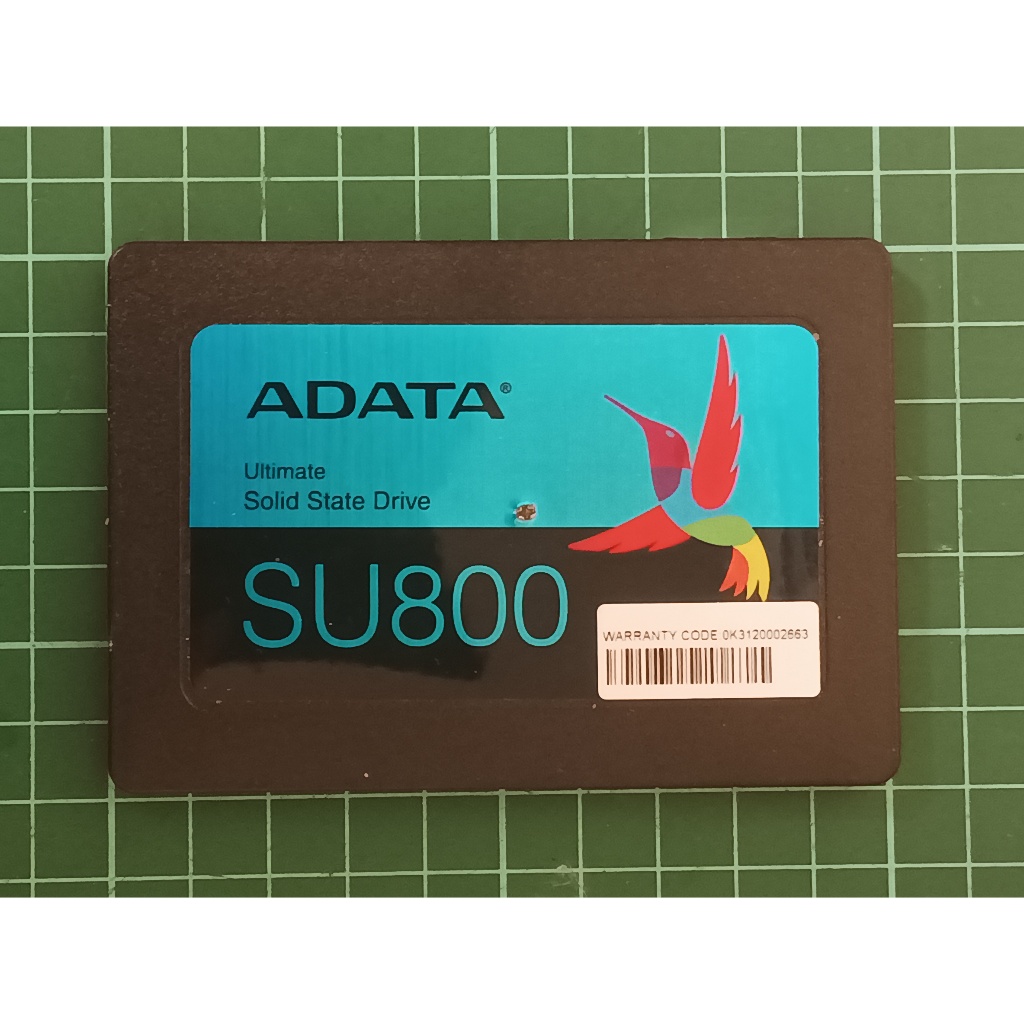 ADATA®
Ultimate
Solid State Drive
SU800
WARRANTY CODE 0K3120002663